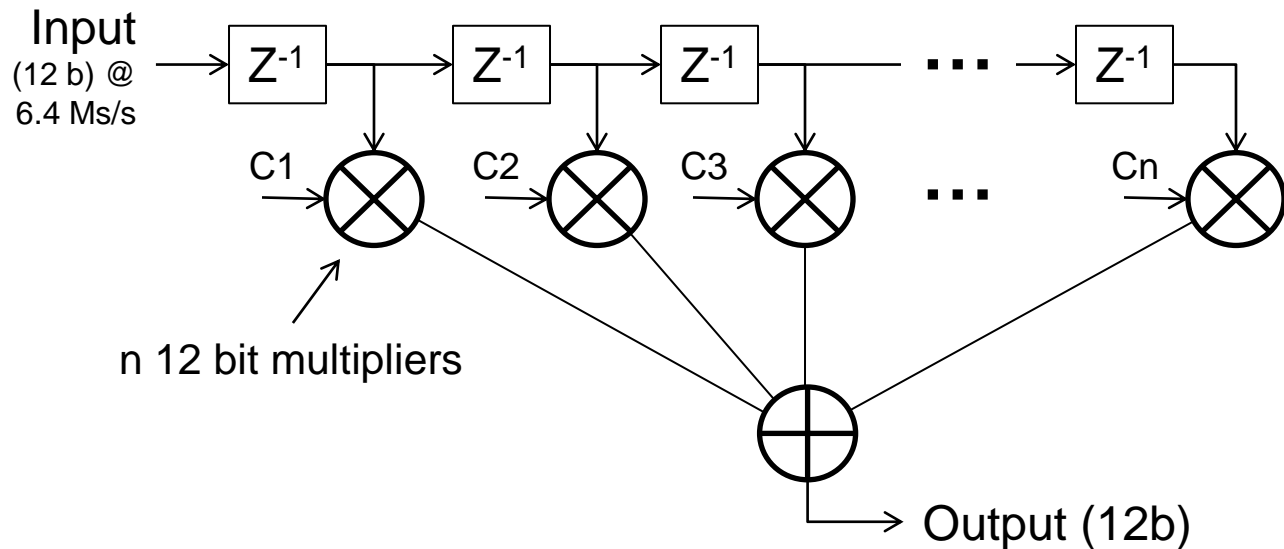 Input
(12 b) @
6.4 Ms/s
Z-1
Z-1
Z-1
...
Z-1
C1
C2
C3
...
Cn
n 12 bit multipliers
Output (12b)